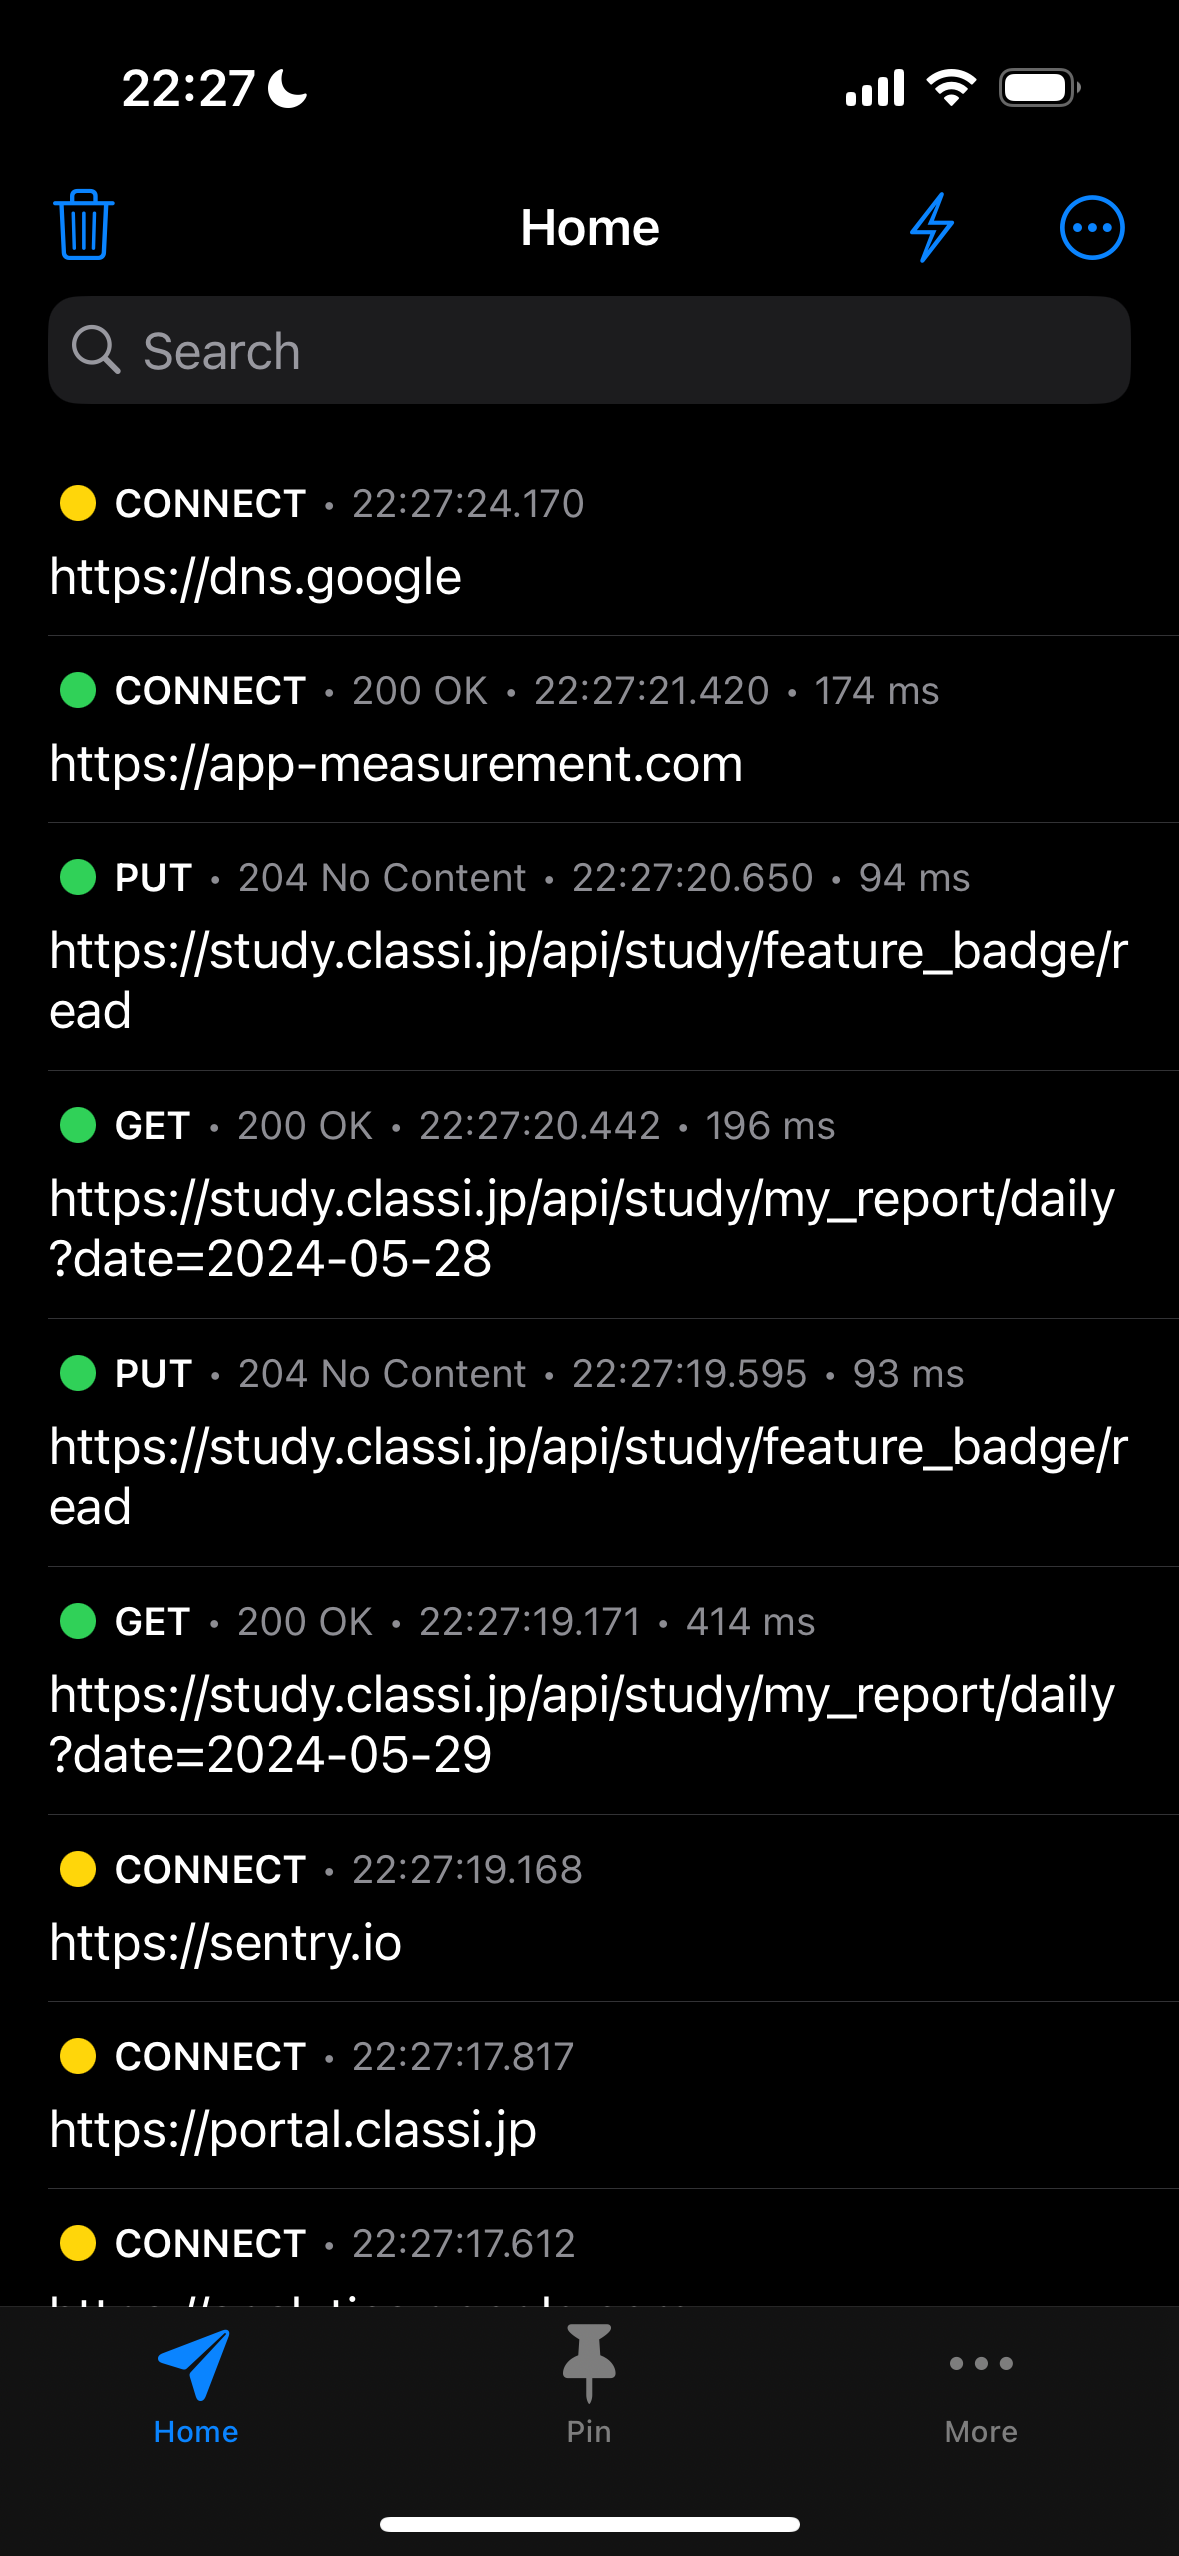 22:27
Home
Search
CONNECT • 22:27:24.170
https://dns.google
CONNECT • 200 OK • 22:27:21.420 • 174 ms
https://app-measurement.com
PUT • 204 No Content • 22:27:20.650 • 94 ms
https://study.classi.jp/api/study/feature_badge/r
ead
GET • 200 OK • 22:27:20.442 • 196 ms
https://study.classi.jp/api/study/my_report/daily
?date=2024-05-28
PUT • 204 No Content • 22:27:19.595 • 93 ms
https://study.classi.jp/api/study/feature_badge/r
ead
GET • 200 OK • 22:27:19.171 • 414 ms
https://study.classi.jp/api/study/my_report/daily
?date=2024-05-29
CONNECT • 22:27:19.168
https://sentry.io
CONNECT • 22:27:17.817
https://portal.classi.jp
CONNECT • 22:27:17.612
Home
Pin
More